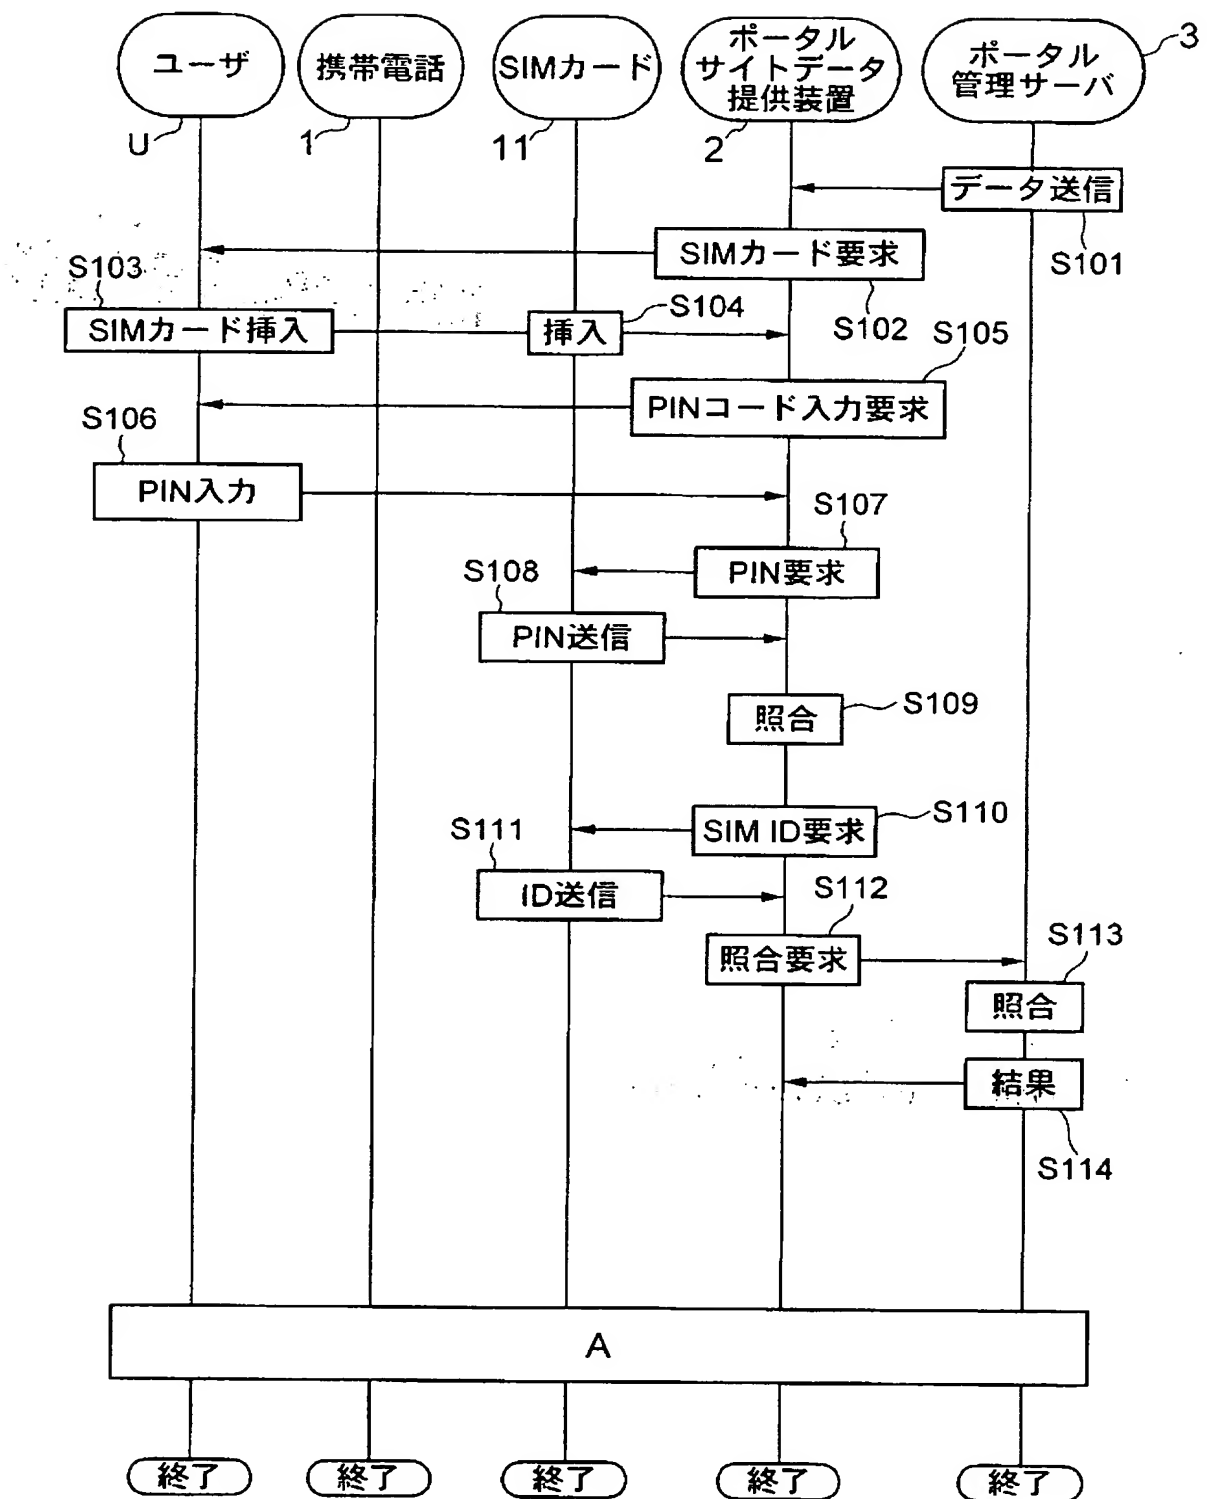 ユーザ
携帯電話
SIMカード
ポータル
サイトデータ
提供装置
ポータル
管理サーバ
3
U
1
11
2
データ送信
S101
SIMカード要求
S102
S103
SIMカード挿入
挿入
S104
S105
PINコード入力要求
S106
PIN入力
S107
PIN要求
S108
PIN送信
照合
S109
SIM ID要求
S110
S111
ID送信
S112
照合要求
S113
照合
結果
S114
A
終了
終了
終了
終了
終了